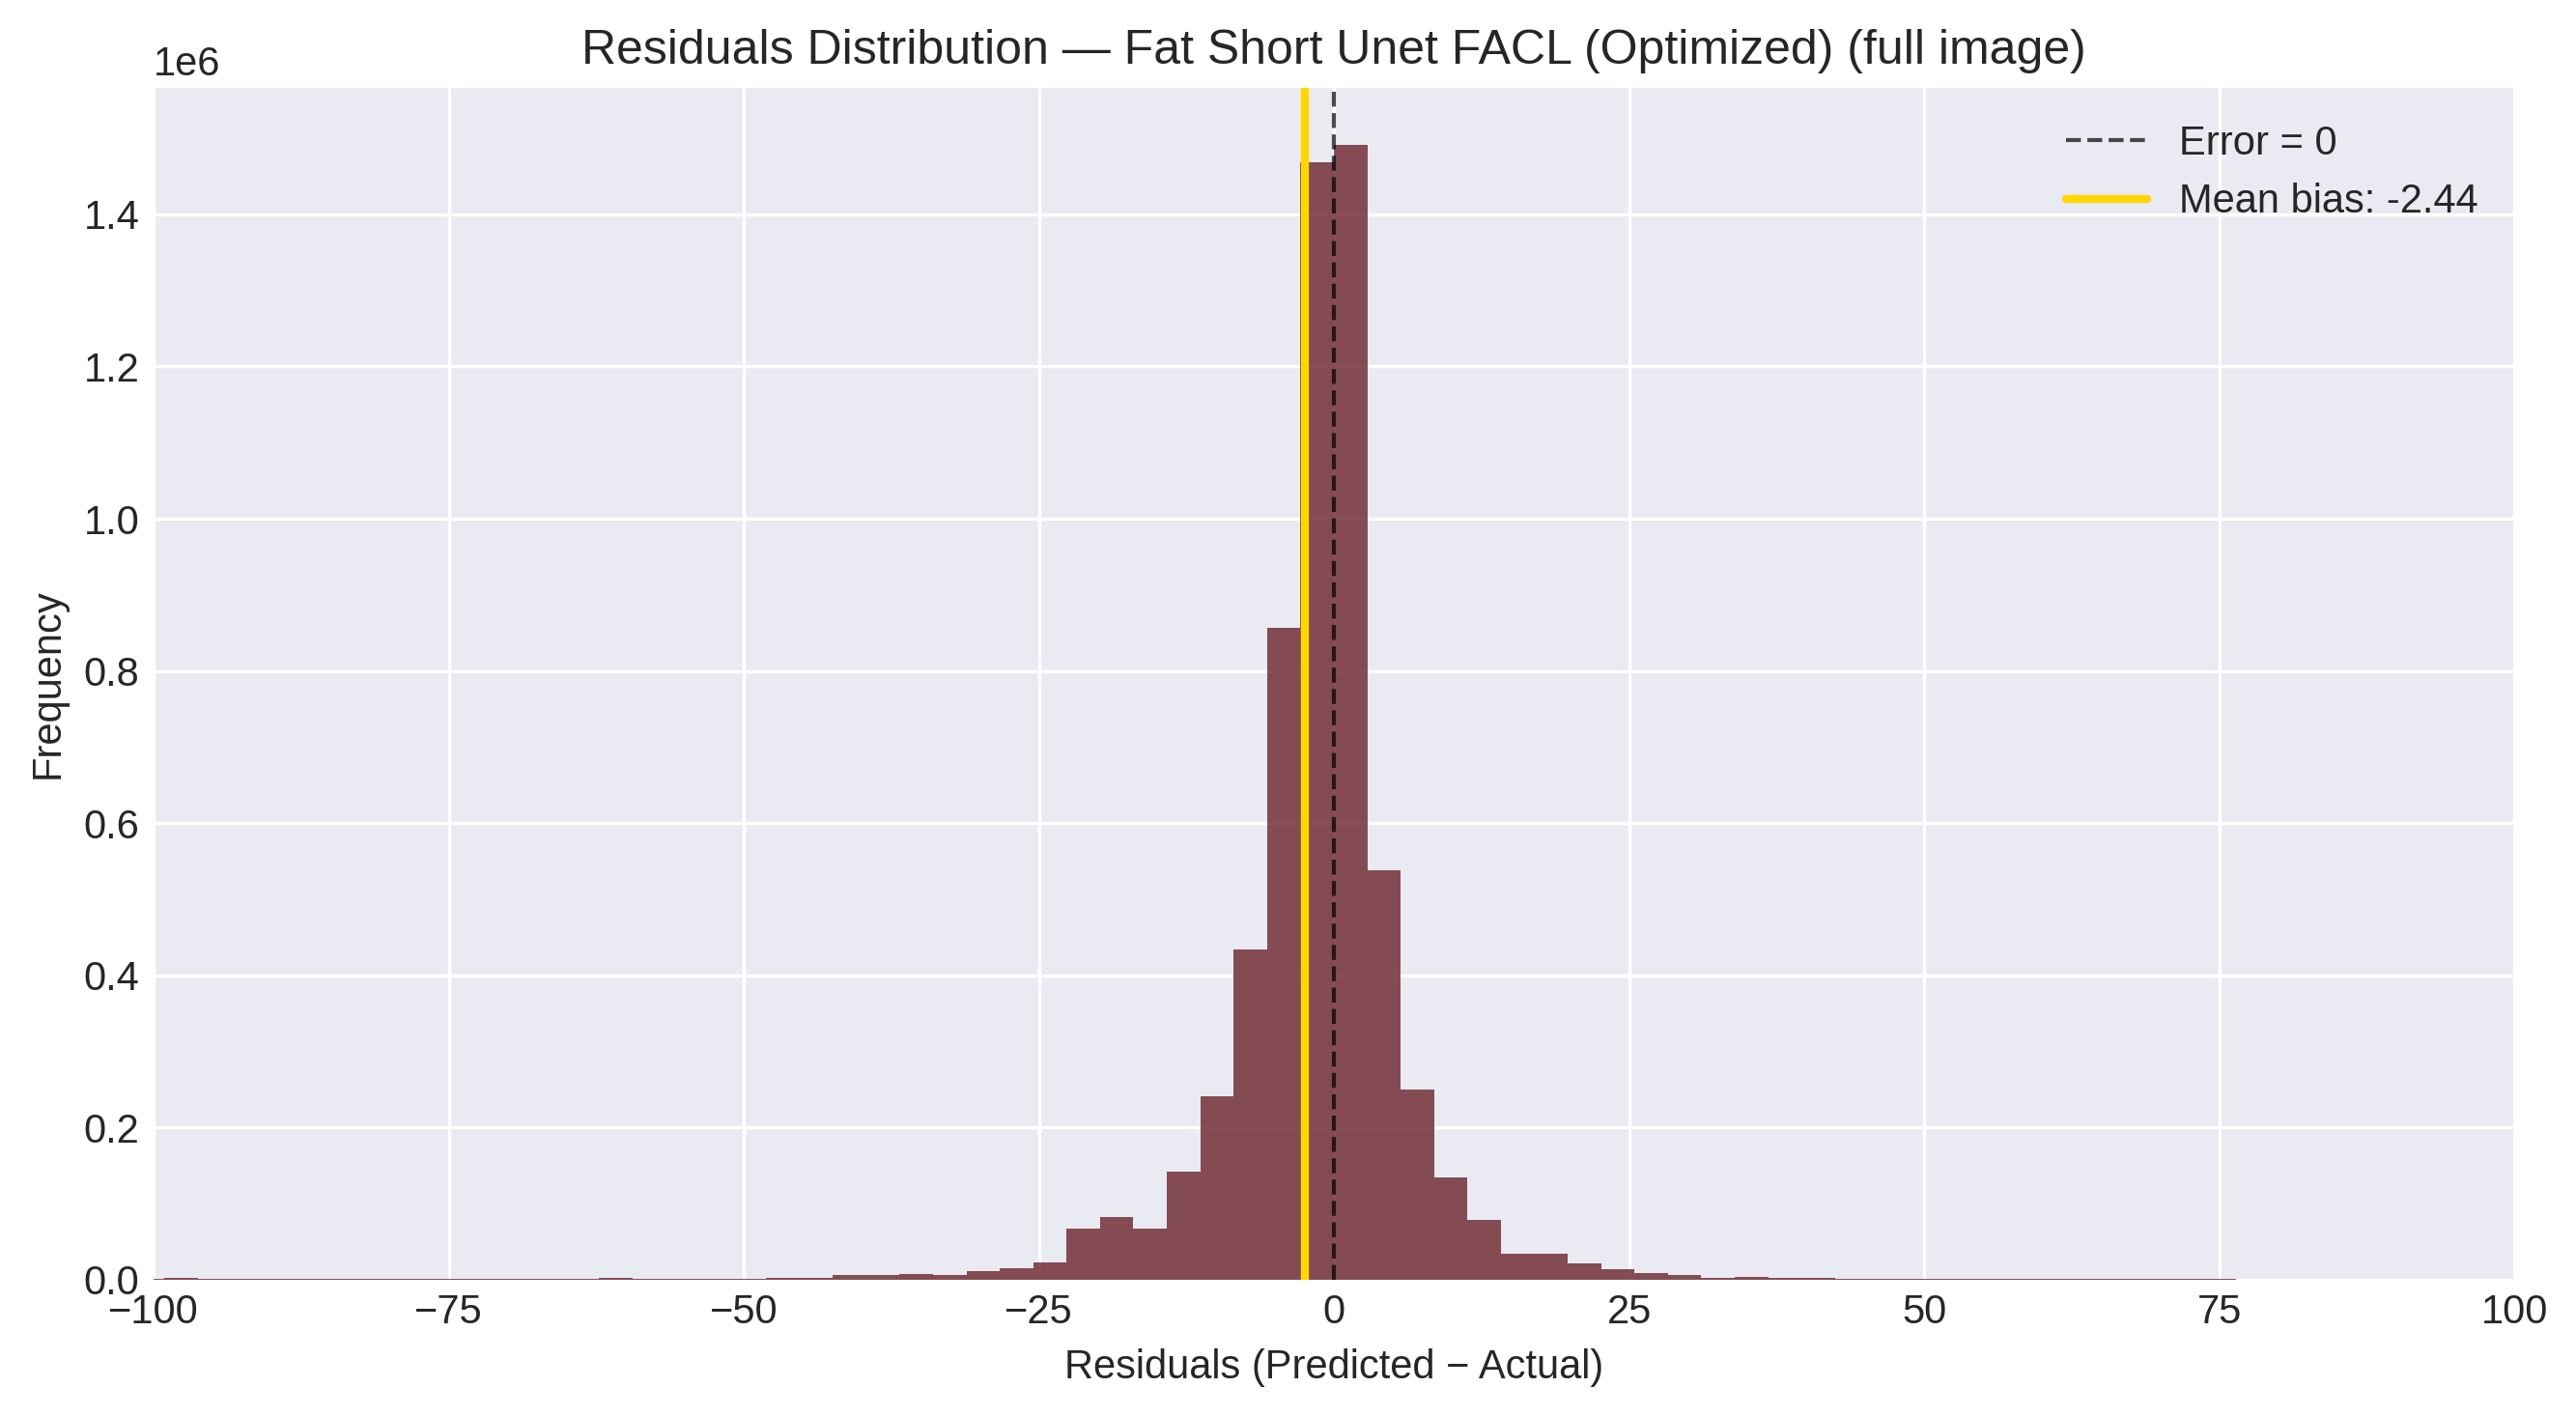 Residuals Distribution — Fat Short Unet FACL (Optimized) (full image)
1e6
Error = 0
Mean bias: -2.44
1.4
1.2
1.0
0.8
0.6
0.4
0.2
0.0
Frequency
−100 −75 −50 −25 0 25 50 75 100
Residuals (Predicted − Actual)